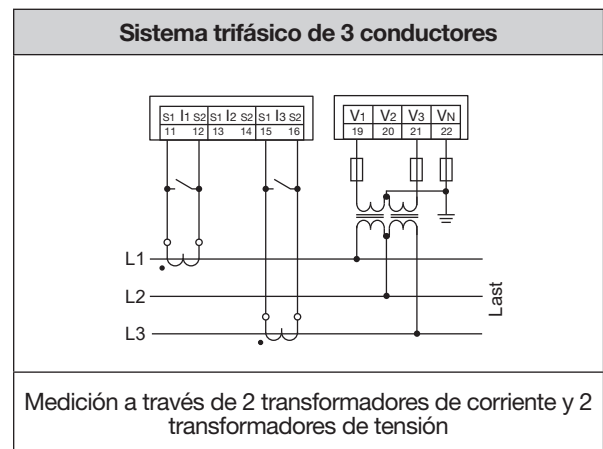 Sistema trifásico de 3 conductores
S1 I1 S2 S1 I2 S2 S1 I3 S2
11 12 13 14 15 16
V1 V2 V3 VN
19 20 21 22
L1
L2
L3
Last
Medición a través de 2 transformadores de corriente y 2
transformadores de tensión